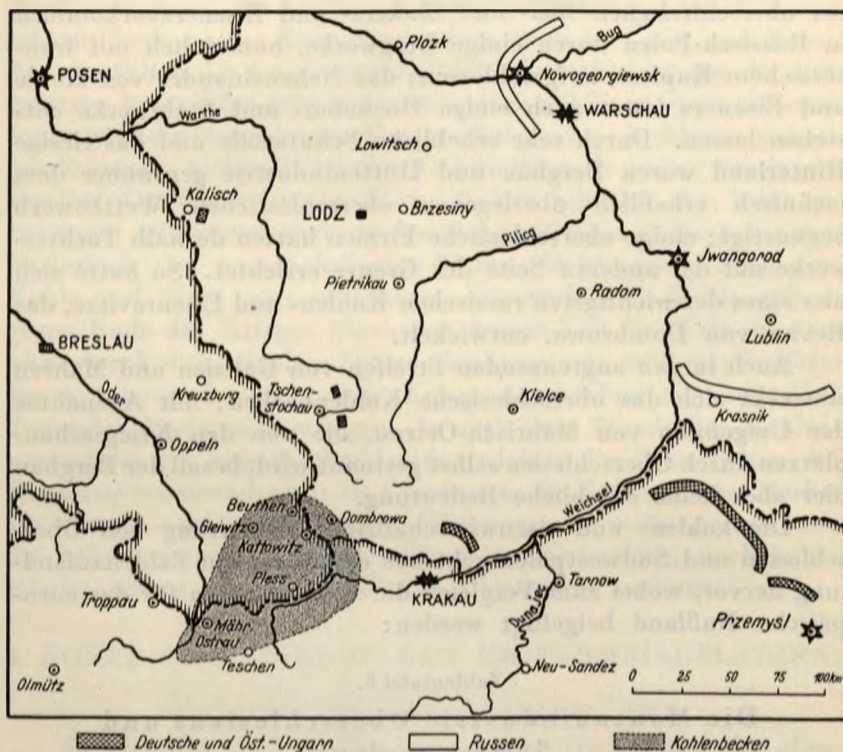 POSEN
Plozk
Bug
Nowogeorgiewsk
WARSCHAU
Warthe
Lowitsch
Kalisch
LODZ
Brzesiny
Pilica
Jwangorod
Pietrikau
Radom
Lublin
BRESLAU
Oder
Kreuzburg
Tschen-
stochau
Kielce
Krasnik
Oppeln
Weichsel
Beuthen
Gleiwitz
Dombrowa
Kattowitz
Pless
KRAKAU
Tarnow
Troppau
Mähr.
Ostrau
Przemysl
Teschen
Olmütz
Neu-Sandez
0 25 50 75 100km
Deutsche und Öst.-Ungarn
Russen
Kohlenbecken